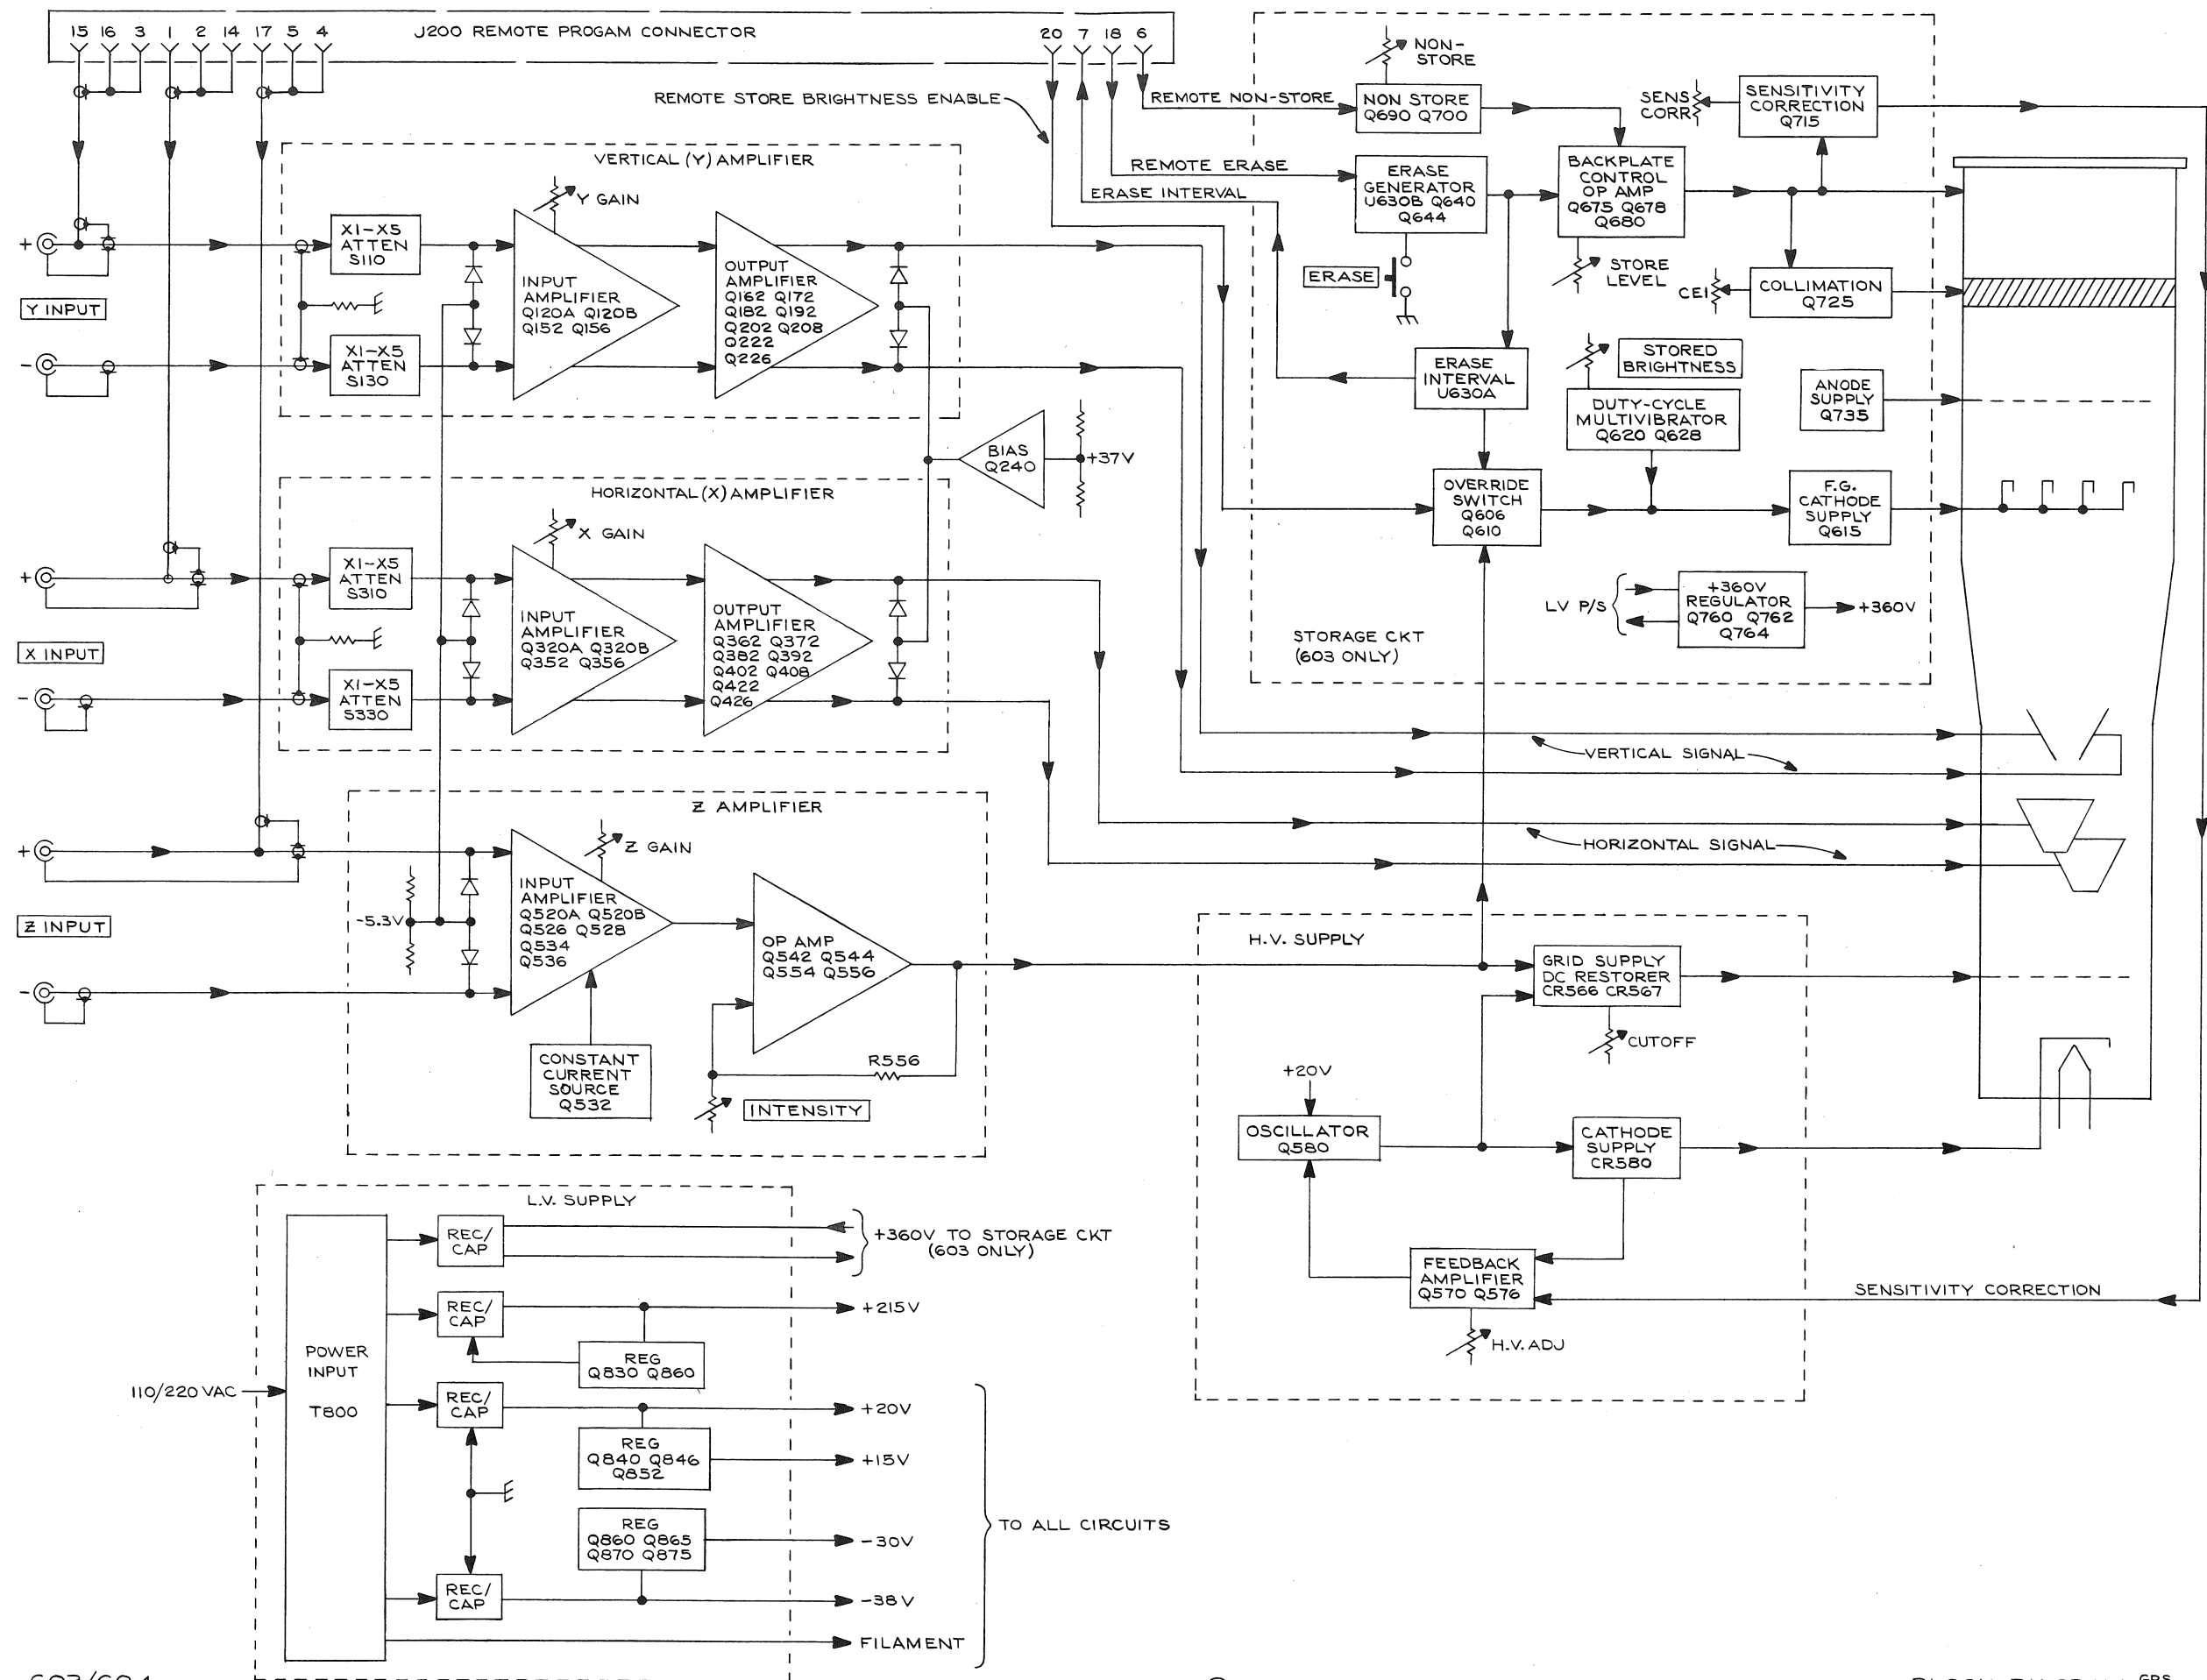 15 16 3 1 2 14 17 5 4
J200 REMOTE PROGAM CONNECTOR
20 7 18 6
REMOTE STORE BRIGHTNESS ENABLE
REMOTE NON-STORE
REMOTE ERASE
ERASE INTERVAL
VERTICAL (Y) AMPLIFIER
Y GAIN
+
X1-X5
ATTEN
S110
Y INPUT
-
X1-X5
ATTEN
S130
INPUT
AMPLIFIER
Q120A Q120B
Q152 Q156
OUTPUT
AMPLIFIER
Q162 Q172
Q182 Q192
Q202 Q208
Q222
Q226
BIAS
Q240
+37V
HORIZONTAL (X) AMPLIFIER
X GAIN
+
X1-X5
ATTEN
S310
X INPUT
-
X1-X5
ATTEN
S330
INPUT
AMPLIFIER
Q320A Q320B
Q352 Q356
OUTPUT
AMPLIFIER
Q362 Q372
Q382 Q392
Q402 Q408
Q422
Q426
Z AMPLIFIER
Z GAIN
+
Z INPUT
-
-5.3V
INPUT
AMPLIFIER
Q520A Q520B
Q526 Q528
Q534
Q536
OP AMP
Q542 Q544
Q554 Q556
CONSTANT
CURRENT
SOURCE
Q532
R556
INTENSITY
NON-
STORE
NON STORE
Q690 Q700
SENS
CORR
SENSITIVITY
CORRECTION
Q715
ERASE
GENERATOR
U630B Q640
Q644
BACKPLATE
CONTROL
OP AMP
Q675 Q678
Q680
ERASE
STORE
LEVEL
CE1
COLLIMATION
Q725
ERASE
INTERVAL
U630A
STORED
BRIGHTNESS
DUTY-CYCLE
MULTIVIBRATOR
Q620 Q628
ANODE
SUPPLY
Q735
OVERRIDE
SWITCH
Q606
Q610
F.G.
CATHODE
SUPPLY
Q615
LV P/S
+360V
REGULATOR
Q760 Q762
Q764
+360V
STORAGE CKT
(603 ONLY)
VERTICAL SIGNAL
HORIZONTAL SIGNAL
H.V. SUPPLY
GRID SUPPLY
DC RESTORER
CR566 CR567
CUTOFF
+20V
OSCILLATOR
Q580
CATHODE
SUPPLY
CR580
FEEDBACK
AMPLIFIER
Q570 Q576
H.V. ADJ
SENSITIVITY CORRECTION
L.V. SUPPLY
110/220 VAC
POWER
INPUT
T800
REC/
CAP
+360V TO STORAGE CKT
(603 ONLY)
REC/
CAP
+215V
REG
Q830 Q860
REC/
CAP
+20V
REG
Q840 Q846
Q852
+15V
REG
Q860 Q865
Q870 Q875
-30V
REC/
CAP
-38V
FILAMENT
TO ALL CIRCUITS